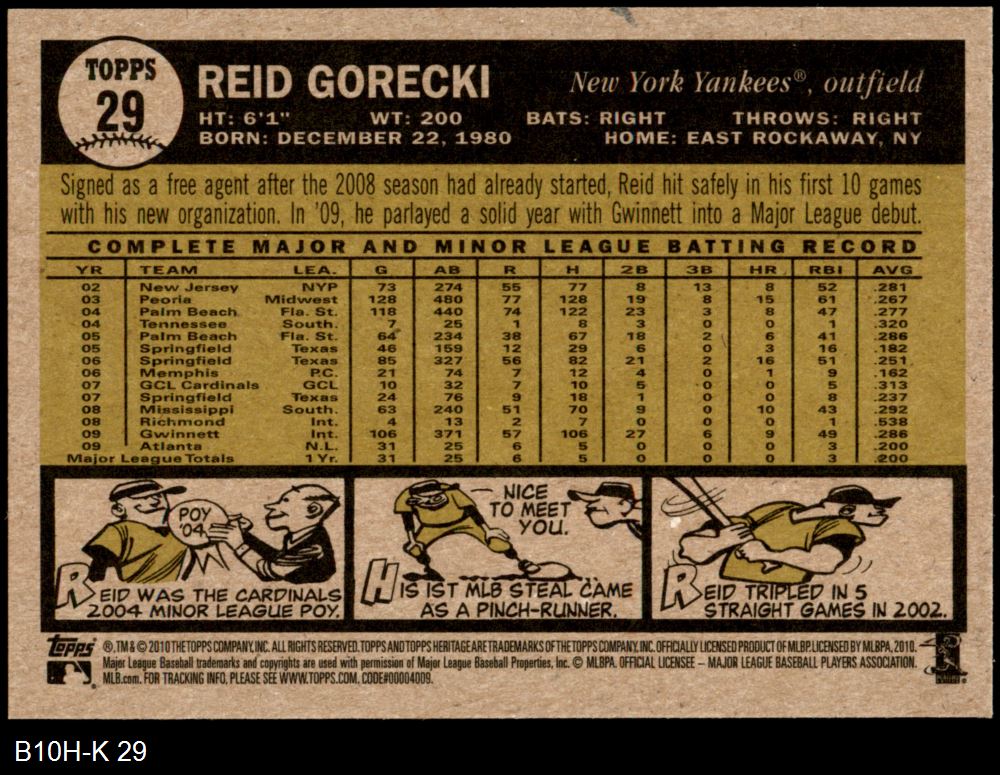 TOPPS
29
REID GORECKI
New York Yankees®, outfield
HT: 6'1" WT: 200 BATS: RIGHT THROWS: RIGHT
BORN: DECEMBER 22, 1980 HOME: EAST ROCKAWAY, NY
Signed as a free agent after the 2008 season had already started, Reid hit safely in his first 10 games
with his new organization. In '09, he parlayed a solid year with Gwinnett into a Major League debut.
COMPLETE MAJOR AND MINOR LEAGUE BATTING RECORD
YR TEAM LEA. G AB R H 2B 3B HR RBI AVG
02 New Jersey NYP 73 274 55 77 8 13 8 52 .281
03 Peoria Midwest 128 480 77 128 19 8 15 61 .267
04 Palm Beach Fla. St. 118 440 74 122 23 3 8 47 .277
04 Tennessee South. 7 25 1 8 3 0 0 1 .320
05 Palm Beach Fla. St. 64 234 38 67 18 2 6 41 .286
05 Springfield Texas 46 159 12 29 6 0 3 16 .182
06 Springfield Texas 85 327 56 82 21 2 16 51 .251
06 Memphis P.C. 21 74 7 12 4 0 1 9 .162
07 GCL Cardinals GCL 10 32 7 10 5 0 0 5 .313
07 Springfield Texas 24 76 9 18 1 0 0 8 .237
08 Mississippi South. 63 240 51 70 9 0 10 43 .292
08 Richmond Int. 4 13 2 7 0 0 0 1 .538
09 Gwinnett Int. 106 371 57 106 27 6 9 49 .286
09 Atlanta N.L. 31 25 6 5 0 0 0 3 .200
Major League Totals 1 Yr. 31 25 6 5 0 0 0 3 .200
POY
'04
REID WAS THE CARDINALS
2004 MINOR LEAGUE POY.
NICE
TO MEET
YOU.
HIS 1ST MLB STEAL CAME
AS A PINCH-RUNNER.
REID TRIPLED IN 5
STRAIGHT GAMES IN 2002.
Topps ®, TM & © 2010 THE TOPPS COMPANY, INC. ALL RIGHTS RESERVED. TOPPS AND TOPPS HERITAGE ARE TRADEMARKS OF THE TOPPS COMPANY, INC. OFFICIALLY LICENSED PRODUCT OF MLBP. LICENSED BY MLBPA, 2010.
Major League Baseball trademarks and copyrights are used with permission of Major League Baseball Properties, Inc. © MLBPA. OFFICIAL LICENSEE – MAJOR LEAGUE BASEBALL PLAYERS ASSOCIATION.
MLB.com. FOR TRACKING INFO, PLEASE SEE WWW.TOPPS.COM. CODE#00004009.
B10H-K 29